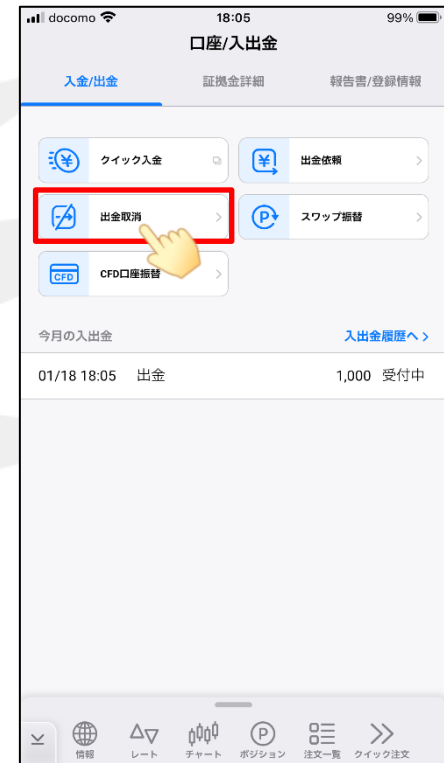 docomo 18:05 99%
口座/入出金
入金/出金 証拠金詳細 報告書/登録情報
クイック入金 出金依頼
出金取消 スワップ振替
CFD CFD口座振替
今月の入出金 入出金履歴へ
01/18 18:05 出金 1,000 受付中
情報 レート チャート ポジション 注文一覧 クイック注文